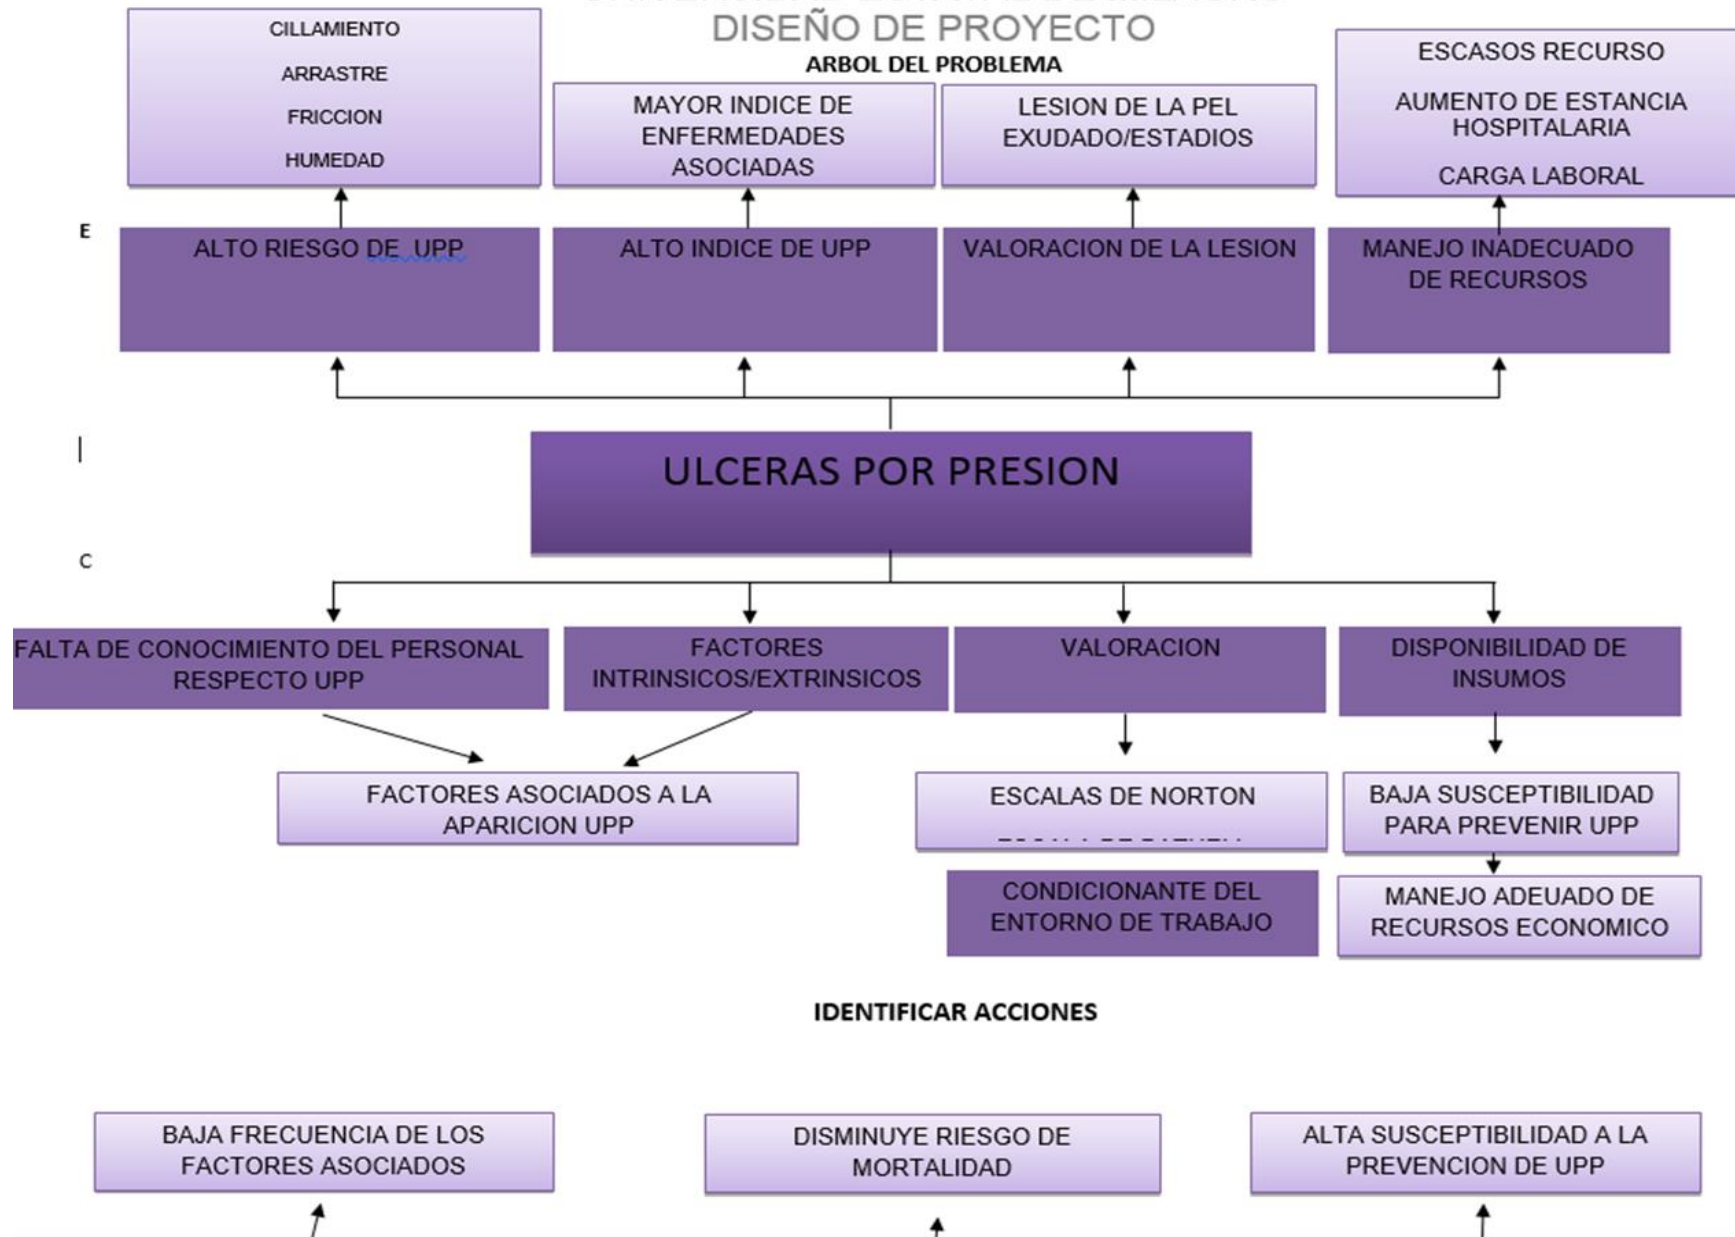 DISEÑO DE PROYECTO
ARBOL DEL PROBLEMA
CILLAMIENTO
ARRASTRE
FRICCION
HUMEDAD
MAYOR INDICE DE
ENFERMEDADES
ASOCIADAS
LESION DE LA PEL
EXUDADO/ESTADIOS
ESCASOS RECURSO
AUMENTO DE ESTANCIA
HOSPITALARIA
CARGA LABORAL
E
ALTO RIESGO DE UPP
ALTO INDICE DE UPP
VALORACION DE LA LESION
MANEJO INADECUADO
DE RECURSOS
ULCERAS POR PRESION
C
FALTA DE CONOCIMIENTO DEL PERSONAL
RESPECTO UPP
FACTORES
INTRINSICOS/EXTRINSICOS
VALORACION
DISPONIBILIDAD DE
INSUMOS
FACTORES ASOCIADOS A LA
APARICION UPP
ESCALAS DE NORTON
BAJA SUSCEPTIBILIDAD
PARA PREVENIR UPP
CONDICIONANTE DEL
ENTORNO DE TRABAJO
MANEJO ADEUADO DE
RECURSOS ECONOMICO
IDENTIFICAR ACCIONES
BAJA FRECUENCIA DE LOS
FACTORES ASOCIADOS
DISMINUYE RIESGO DE
MORTALIDAD
ALTA SUSCEPTIBILIDAD A LA
PREVENCION DE UPP